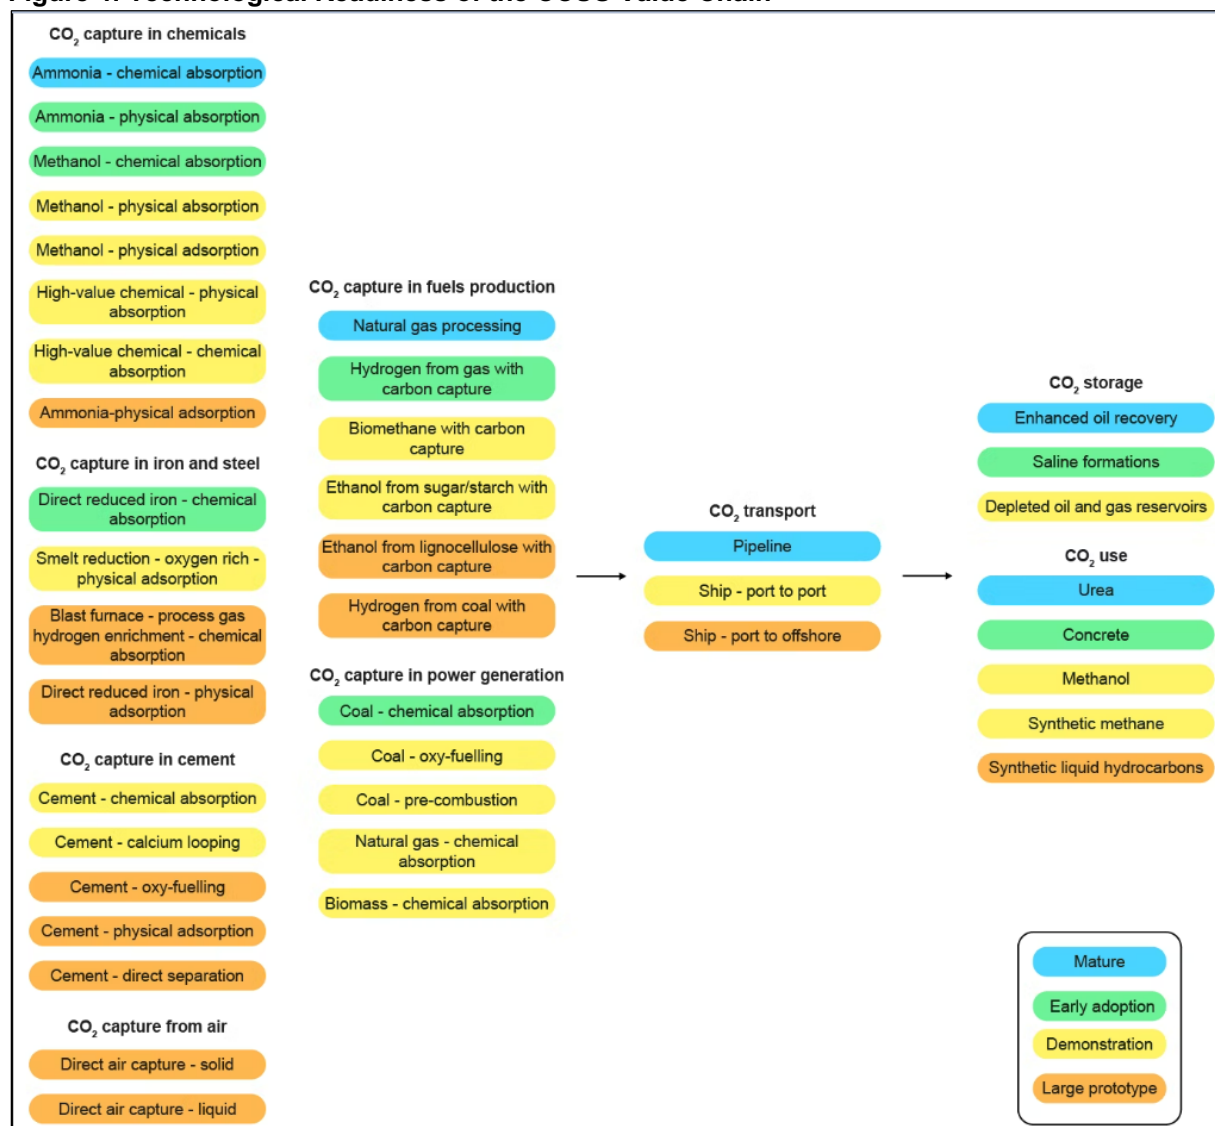 CO₂ capture in chemicals
Ammonia - chemical absorption
Ammonia - physical absorption
Methanol - chemical absorption
Methanol - physical absorption
Methanol - physical adsorption
High-value chemical - physical
absorption
High-value chemical - chemical
absorption
Ammonia-physical adsorption
CO₂ capture in iron and steel
Direct reduced iron - chemical
absorption
Smelt reduction - oxygen rich -
physical adsorption
Blast furnace - process gas
hydrogen enrichment - chemical
absorption
Direct reduced iron - physical
adsorption
CO₂ capture in cement
Cement - chemical absorption
Cement - calcium looping
Cement - oxy-fuelling
Cement - physical adsorption
Cement - direct separation
CO₂ capture from air
Direct air capture - solid
Direct air capture - liquid
CO₂ capture in fuels production
Natural gas processing
Hydrogen from gas with
carbon capture
Biomethane with carbon
capture
Ethanol from sugar/starch with
carbon capture
Ethanol from lignocellulose with
carbon capture
Hydrogen from coal with
carbon capture
CO₂ capture in power generation
Coal - chemical absorption
Coal - oxy-fuelling
Coal - pre-combustion
Natural gas - chemical
absorption
Biomass - chemical absorption
CO₂ transport
Pipeline
Ship - port to port
Ship - port to offshore
CO₂ storage
Enhanced oil recovery
Saline formations
Depleted oil and gas reservoirs
CO₂ use
Urea
Concrete
Methanol
Synthetic methane
Synthetic liquid hydrocarbons
Mature
Early adoption
Demonstration
Large prototype